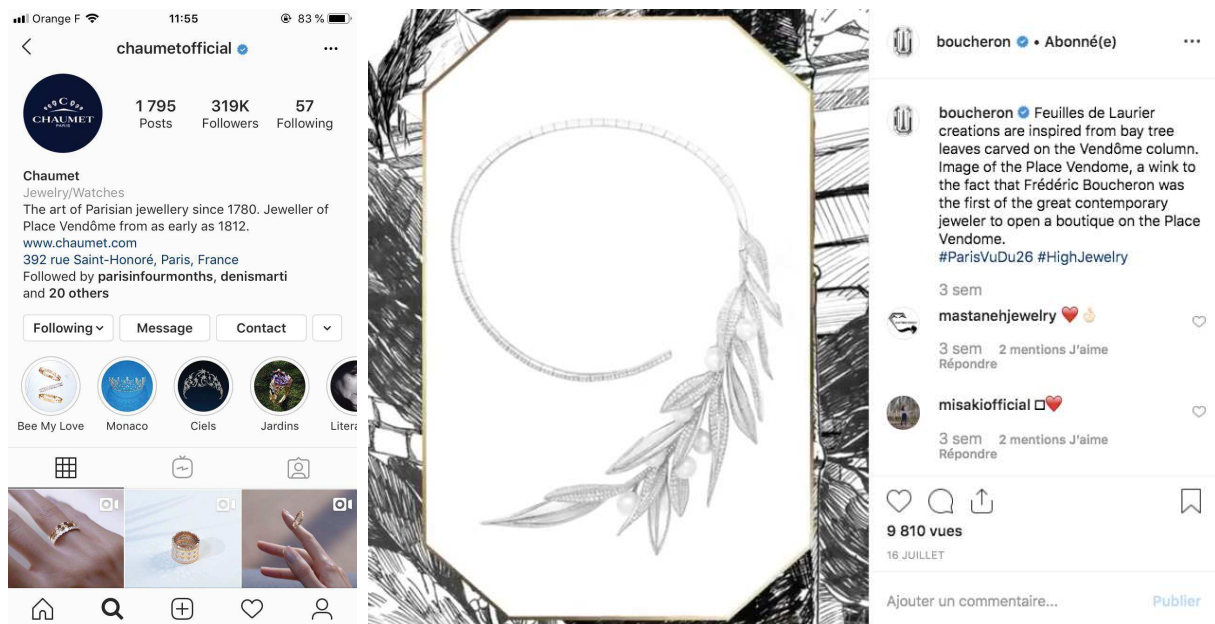 Orange F 11:55 83 %
chaumetofficial
CHAUMET
PARIS
1 795 319K 57
Posts Followers Following
Chaumet
Jewelry/Watches
The art of Parisian jewellery since 1780. Jeweller of
Place Vendôme from as early as 1812.
www.chaumet.com
392 rue Saint-Honoré, Paris, France
Followed by parisinfourmonths, denismarti
and 20 others
Following Message Contact
Bee My Love Monaco Ciels Jardins Litera
boucheron • Abonné(e)
boucheron Feuilles de Laurier
creations are inspired from bay tree
leaves carved on the Vendôme column.
Image of the Place Vendome, a wink to
the fact that Frédéric Boucheron was
the first of the great contemporary
jeweler to open a boutique on the Place
Vendome.
#ParisVuDu26 #HighJewelry
3 sem
mastanehjewelry ❤️👌🏻
3 sem 2 mentions J'aime
Répondre
misakiofficial □❤️
3 sem 2 mentions J'aime
Répondre
9 810 vues
16 JUILLET
Ajouter un commentaire... Publier